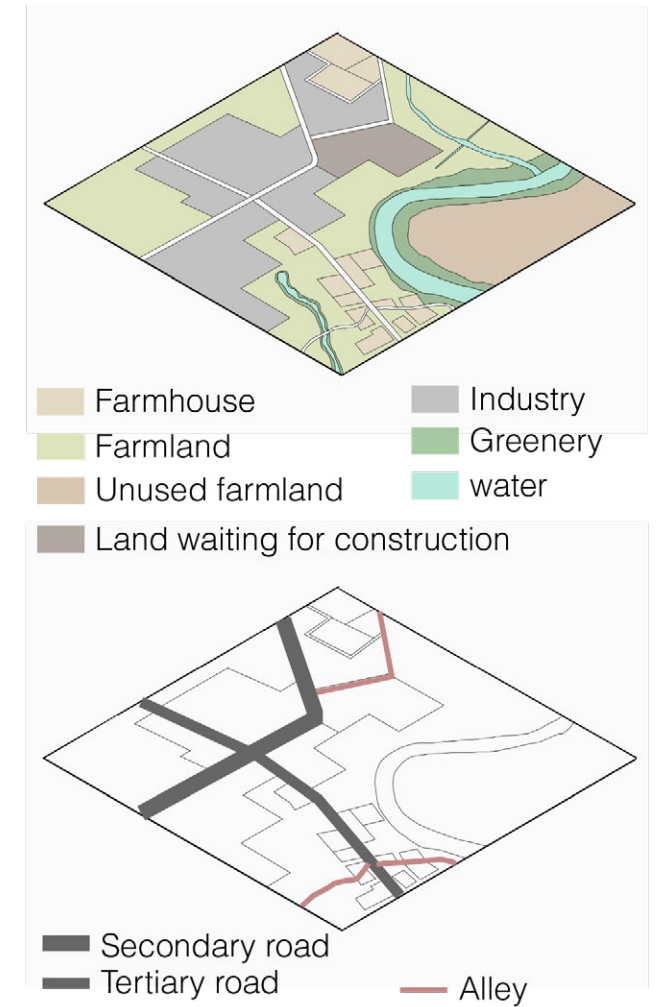 Farmhouse
Industry
Farmland
Greenery
Unused farmland
water
Land waiting for construction
Secondary road
Tertiary road
Alley